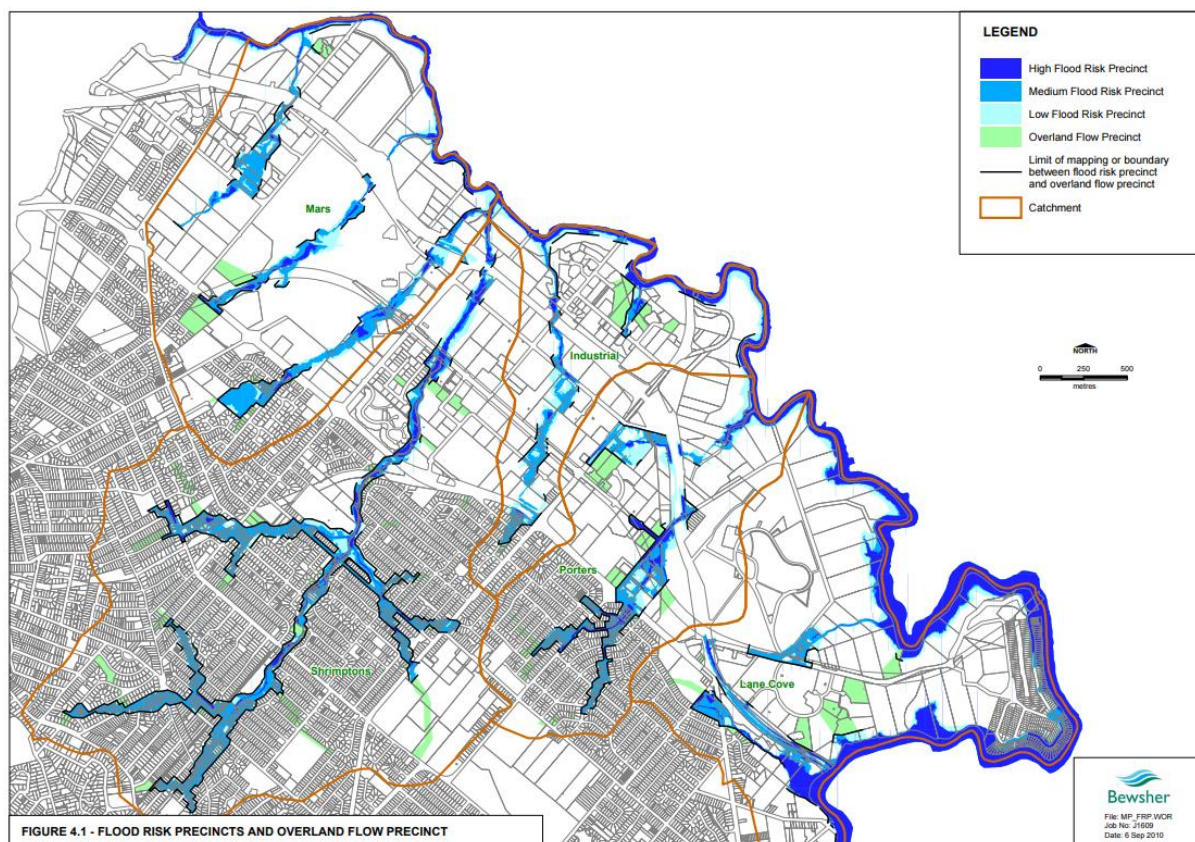 LEGEND
High Flood Risk Precinct
Medium Flood Risk Precinct
Low Flood Risk Precinct
Overland Flow Precinct
Limit of mapping or boundary
between flood risk precinct
and overland flow precinct
Catchment
Mars
NORTH
0 250 500
metres
Industrial
Porters
Shrimptons
Lane Cove
Bewsher
File: MP_FRP.WOR
Job No: J1609
Date: 6 Sep 2010
FIGURE 4.1 - FLOOD RISK PRECINCTS AND OVERLAND FLOW PRECINCT